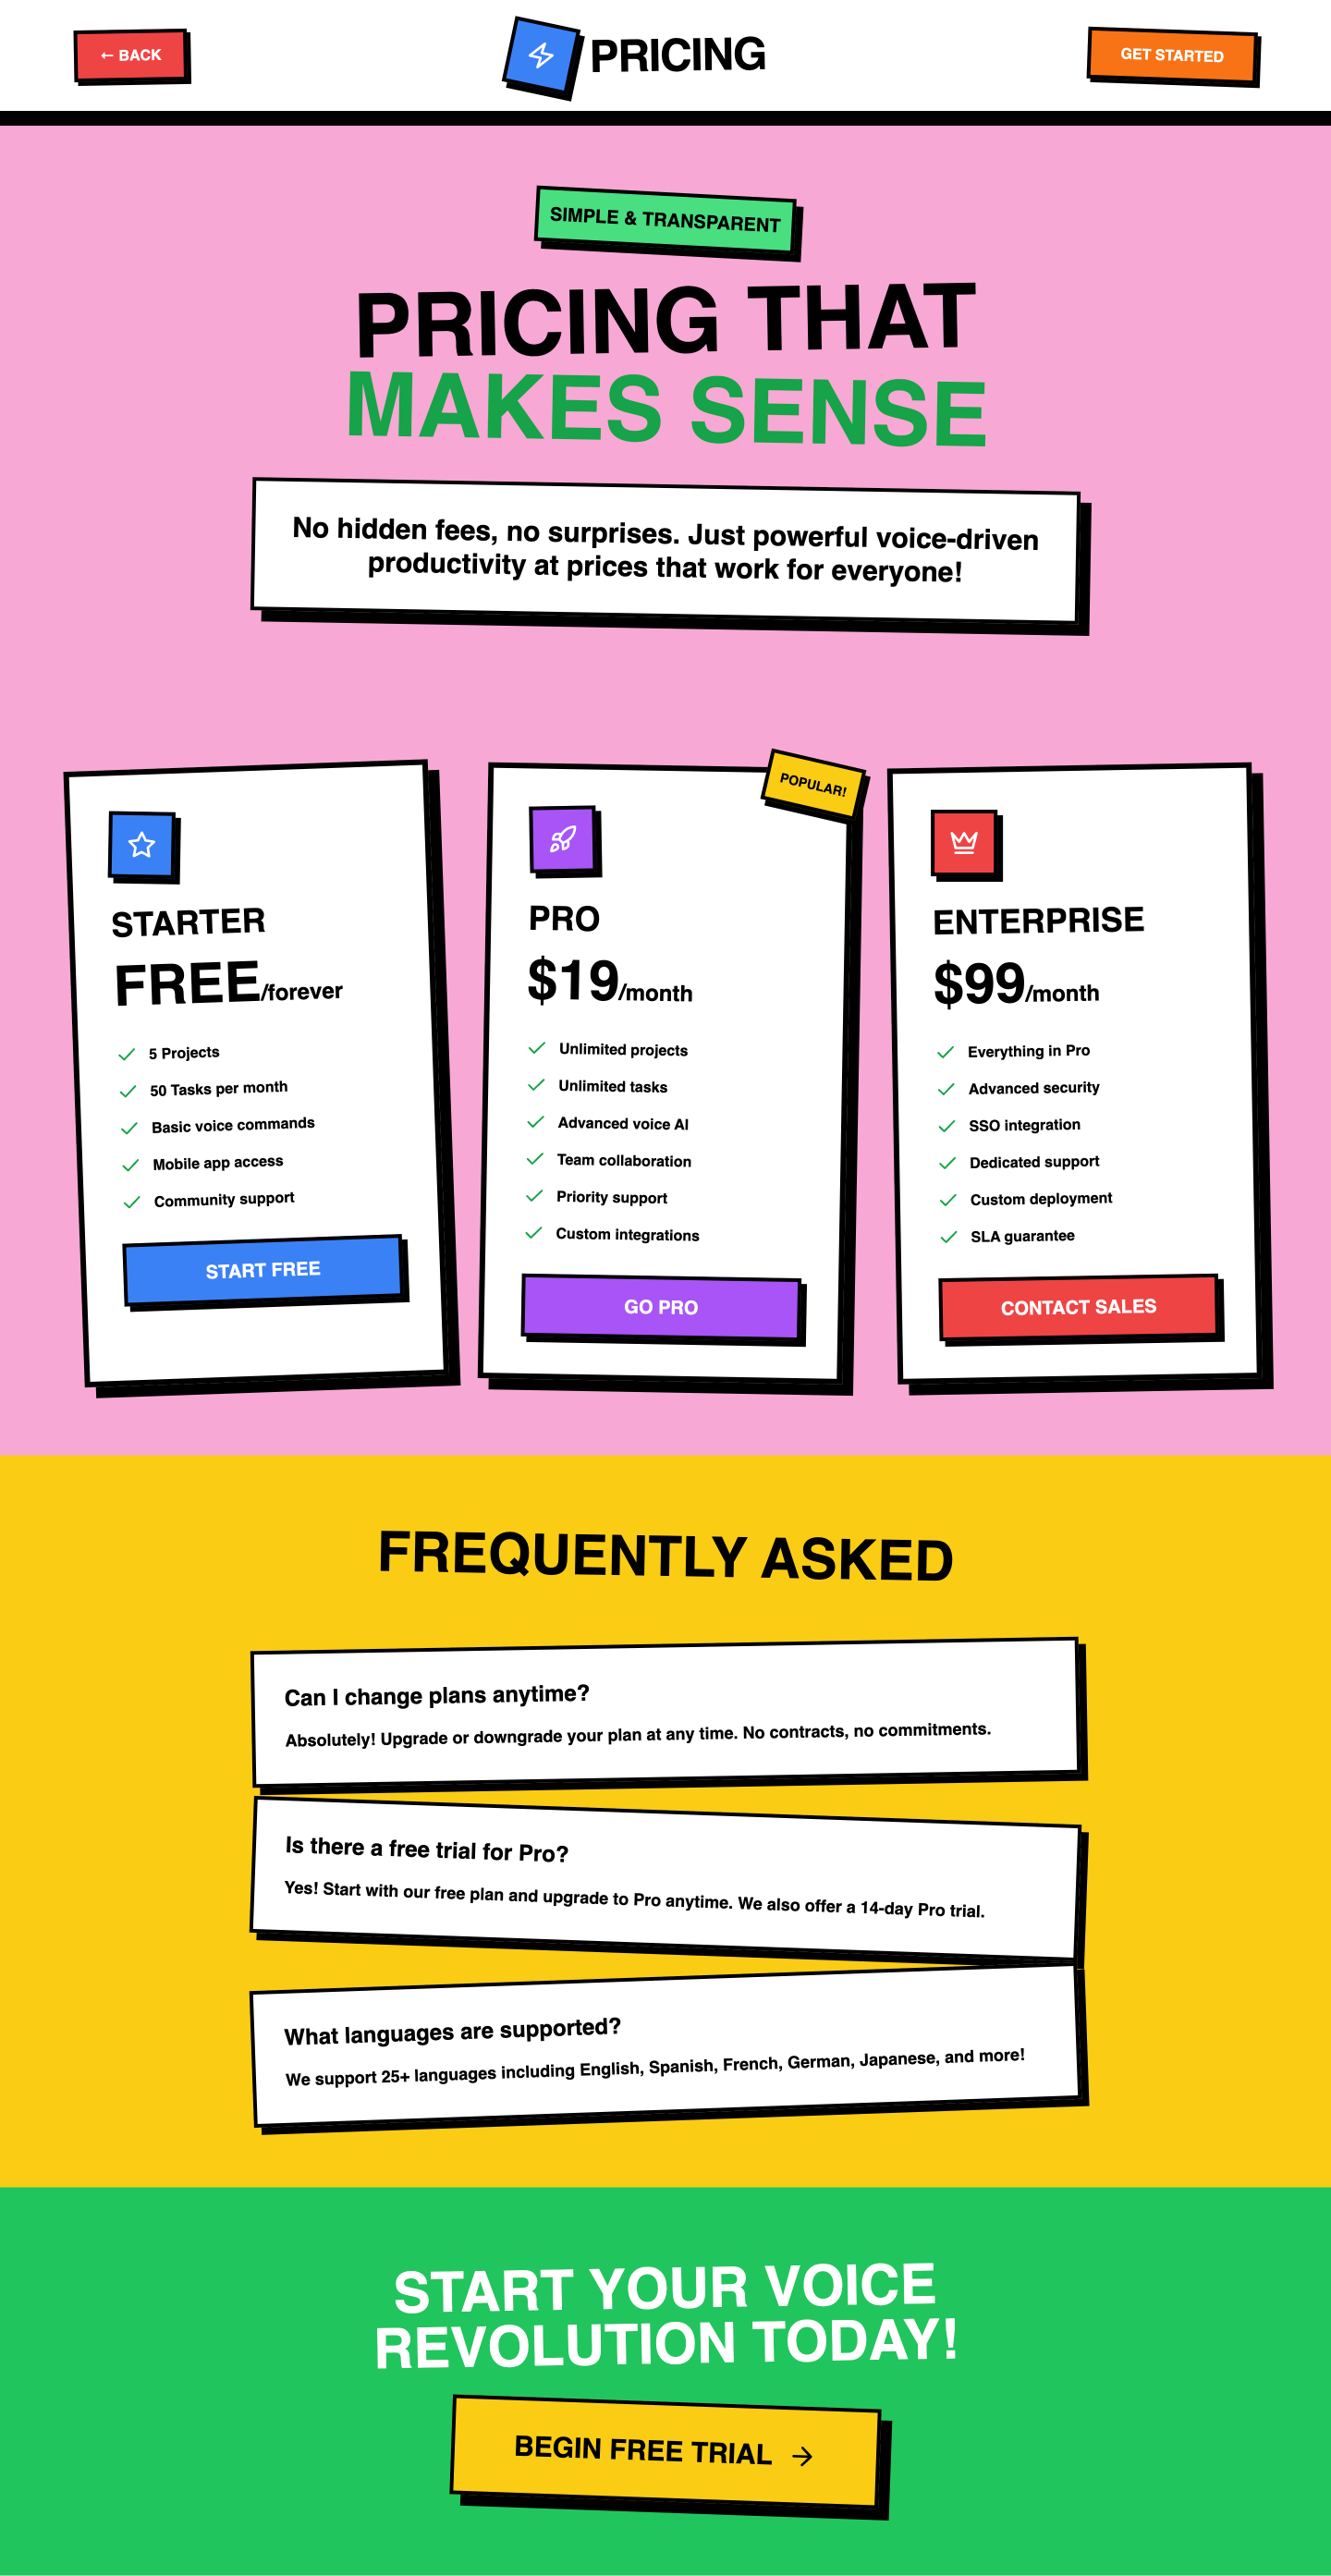 ← BACK
PRICING
GET STARTED
SIMPLE & TRANSPARENT
PRICING THAT
MAKES SENSE
No hidden fees, no surprises. Just powerful voice-driven
productivity at prices that work for everyone!
STARTER
FREE/forever
5 Projects
50 Tasks per month
Basic voice commands
Mobile app access
Community support
START FREE
POPULAR!
PRO
$19/month
Unlimited projects
Unlimited tasks
Advanced voice AI
Team collaboration
Priority support
Custom integrations
GO PRO
ENTERPRISE
$99/month
Everything in Pro
Advanced security
SSO integration
Dedicated support
Custom deployment
SLA guarantee
CONTACT SALES
FREQUENTLY ASKED
Can I change plans anytime?
Absolutely! Upgrade or downgrade your plan at any time. No contracts, no commitments.
Is there a free trial for Pro?
Yes! Start with our free plan and upgrade to Pro anytime. We also offer a 14-day Pro trial.
What languages are supported?
We support 25+ languages including English, Spanish, French, German, Japanese, and more!
START YOUR VOICE
REVOLUTION TODAY!
BEGIN FREE TRIAL →